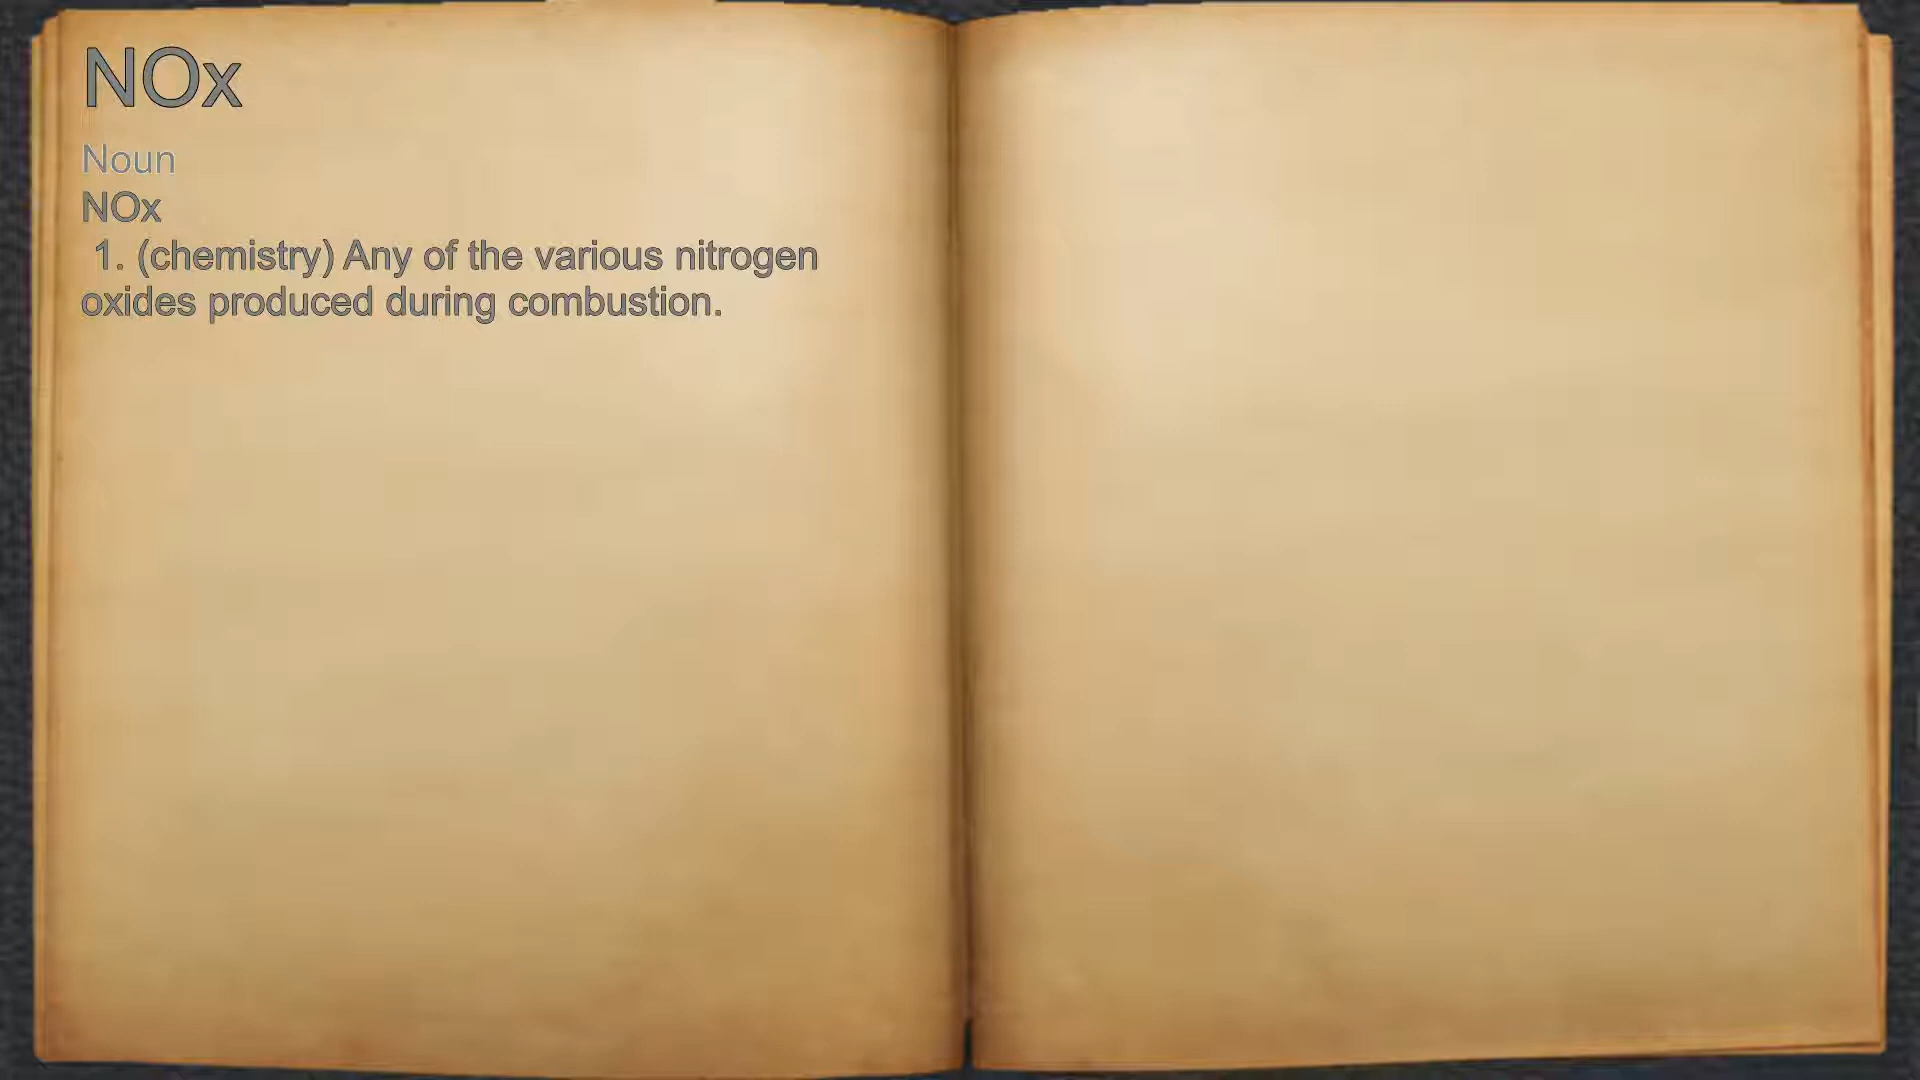 NOx
Noun
NOx
1. (chemistry) Any of the various nitrogen
oxides produced during combustion.